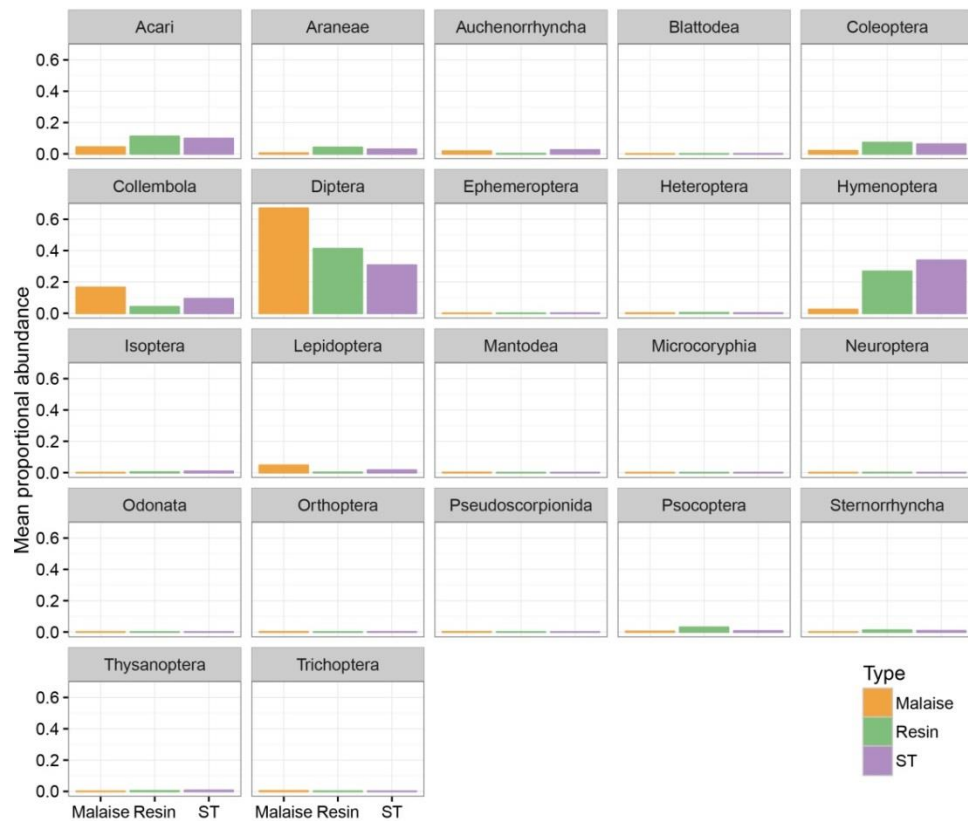 Acari Araneae Auchenorrhyncha Blattodea Coleoptera
0.6
0.4
0.2
0.0
Collembola Diptera Ephemeroptera Heteroptera Hymenoptera
0.6
0.4
0.2
0.0
Isoptera Lepidoptera Mantodea Microcoryphia Neuroptera
0.6
0.4
0.2
0.0
Mean proportional abundance
Odonata Orthoptera Pseudoscorpionida Psocoptera Sternorrhyncha
0.6
0.4
0.2
0.0
Thysanoptera Trichoptera
0.6
0.4
0.2
0.0
Malaise Resin ST Malaise Resin ST
Type
Malaise
Resin
ST